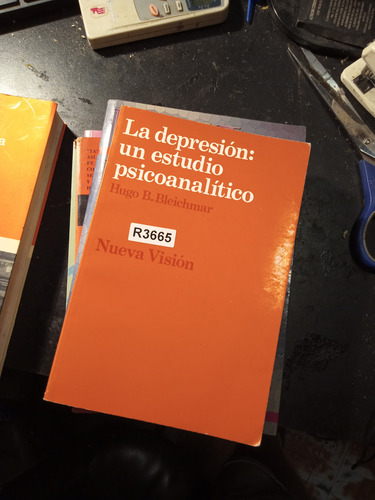 La depresión:
un estudio
psicoanalítico
Hugo B. Bleichmar
R3665
Nueva Visión